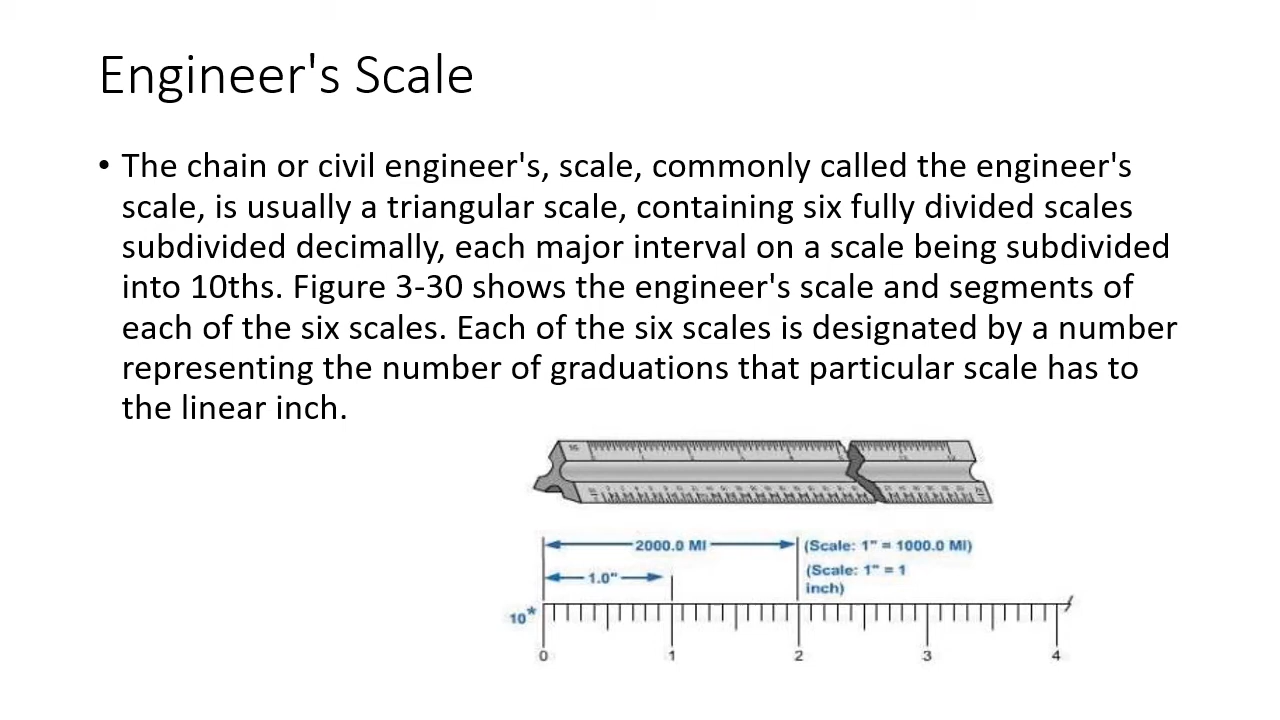 Engineer's Scale
• The chain or civil engineer's, scale, commonly called the engineer's
scale, is usually a triangular scale, containing six fully divided scales
subdivided decimally, each major interval on a scale being subdivided
into 10ths. Figure 3-30 shows the engineer's scale and segments of
each of the six scales. Each of the six scales is designated by a number
representing the number of graduations that particular scale has to
the linear inch.
2000.0 MI (Scale: 1" = 1000.0 MI)
1.0" (Scale: 1" = 1
inch)
10*
0 1 2 3 4